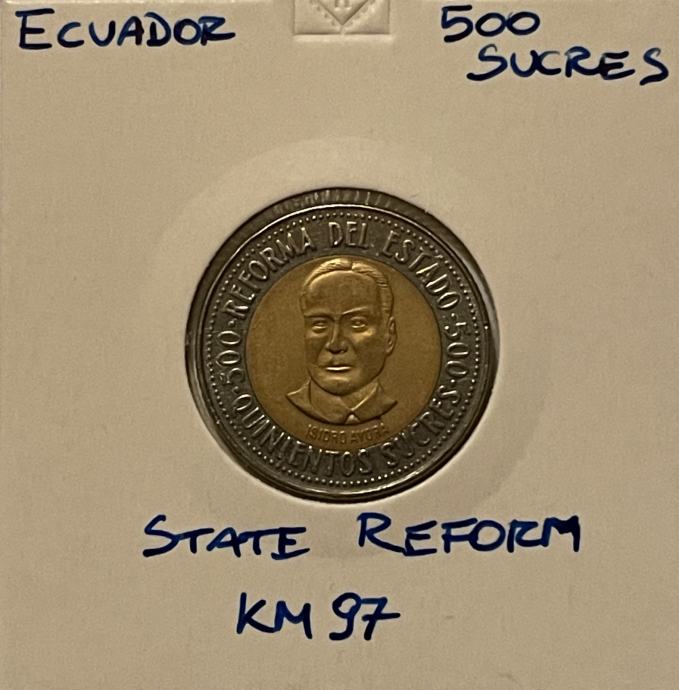 ECUADOR
500
SUCRES
REFORMA DEL ESTADO
500 · QUINIENTOS SUCRES · 500
ISIDRO AYORA
STATE REFORM
KM 97